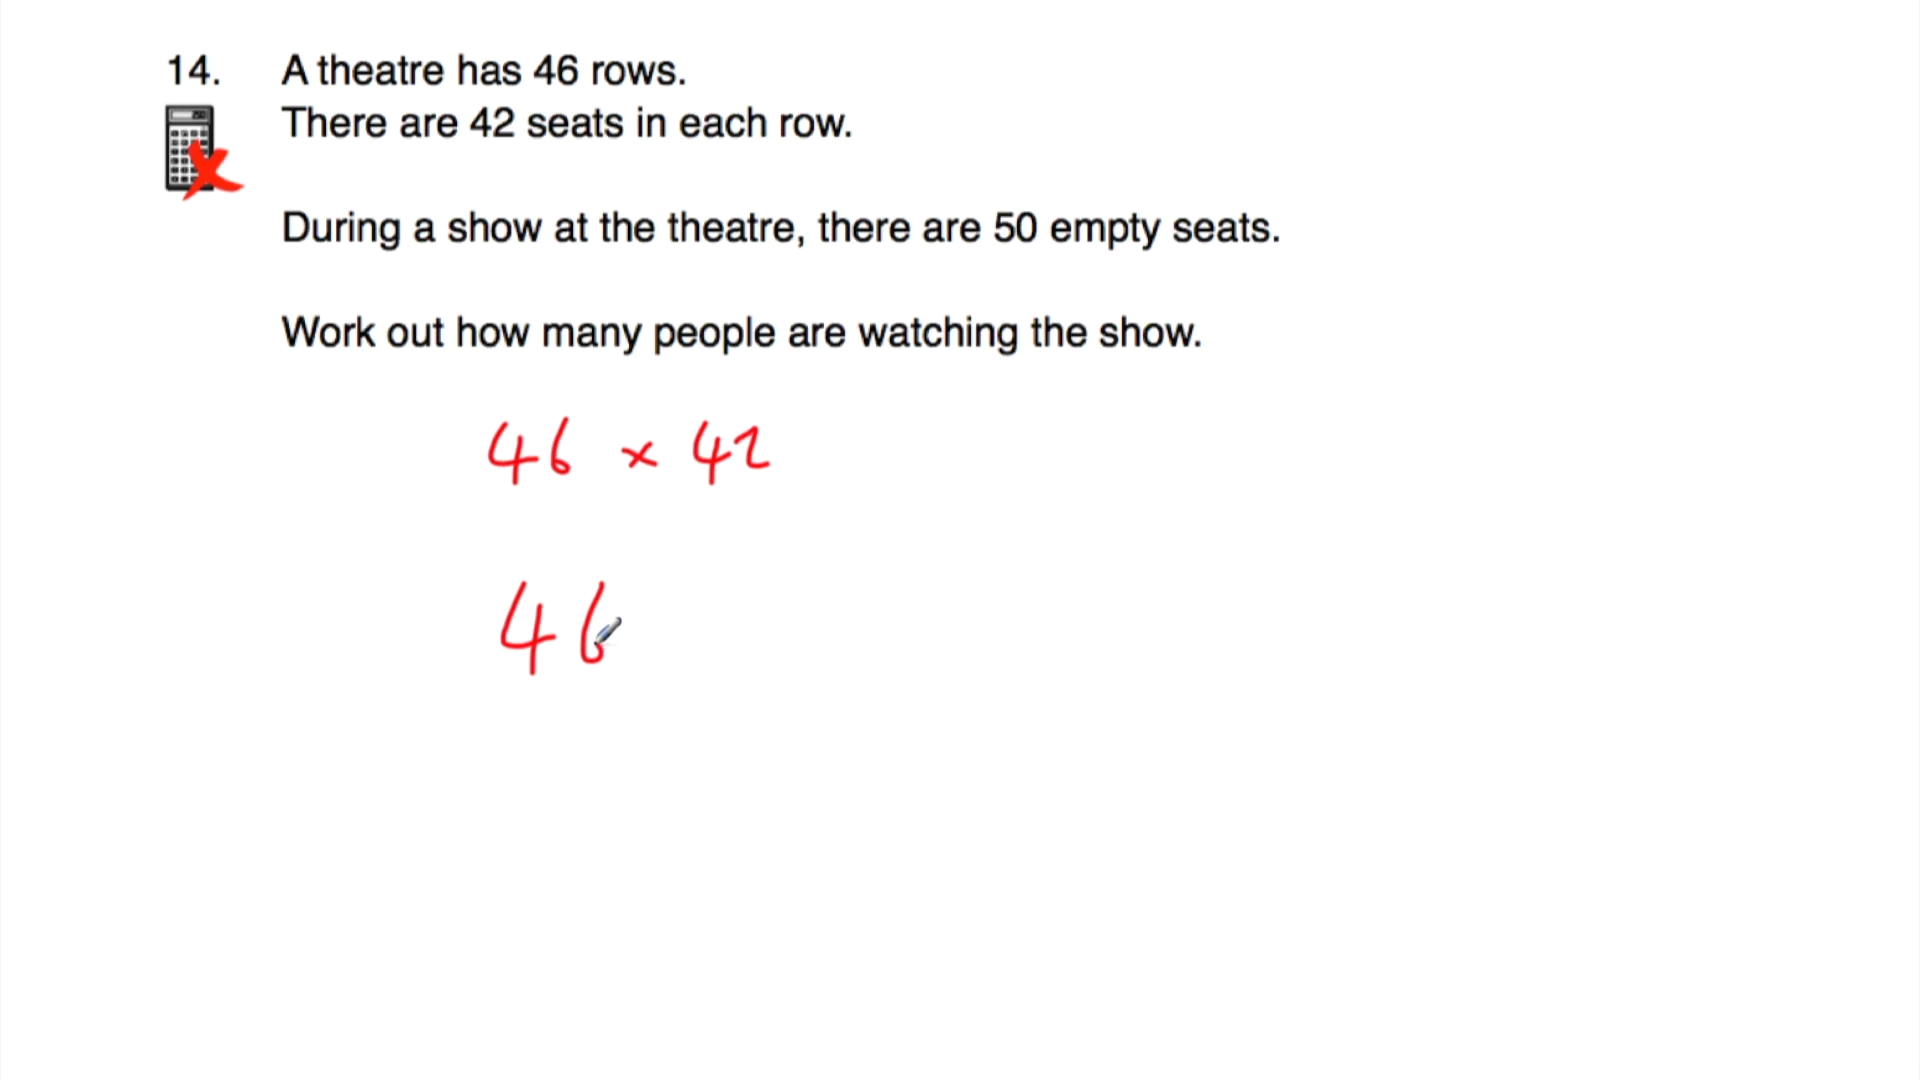 14. A theatre has 46 rows.
There are 42 seats in each row.
During a show at the theatre, there are 50 empty seats.
Work out how many people are watching the show.
46 × 42
46